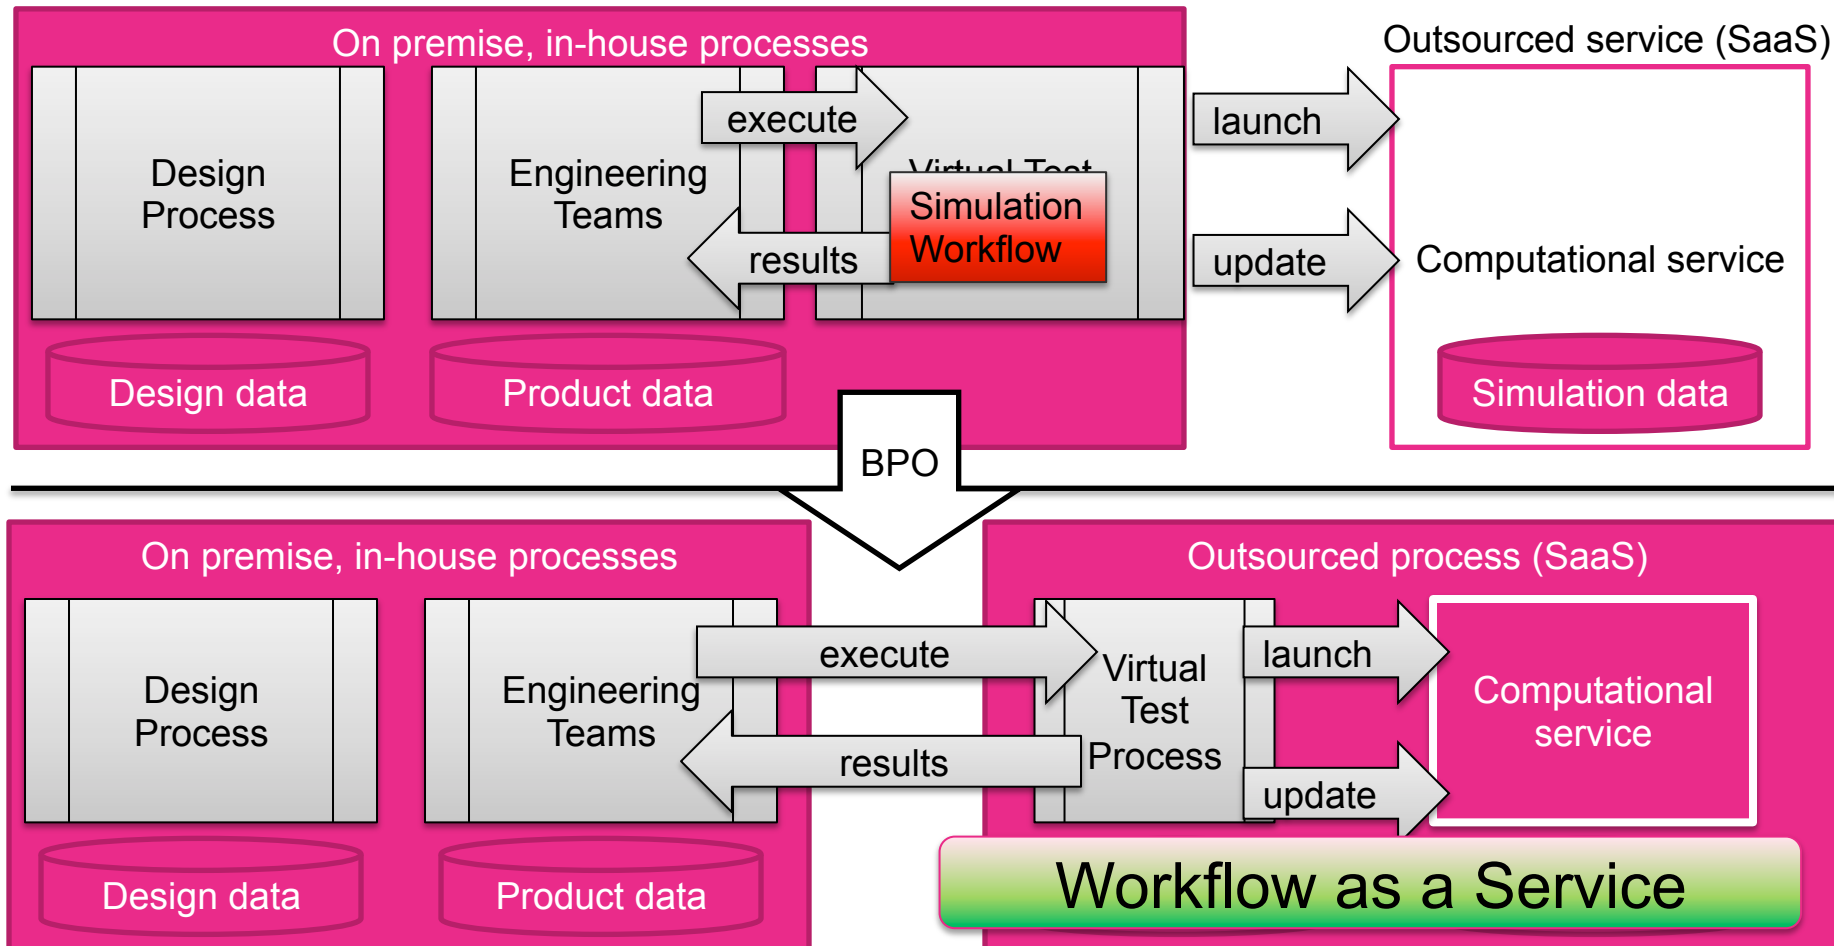 On premise, in-house processes
Outsourced service (SaaS)
Design
Process
Engineering
Teams
execute
results
Virtual Test
Simulation
Workflow
launch
update
Computational service
Design data
Product data
Simulation data
BPO
On premise, in-house processes
Outsourced process (SaaS)
Design
Process
Engineering
Teams
execute
results
Virtual
Test
Process
launch
update
Computational
service
Design data
Product data
Workflow as a Service